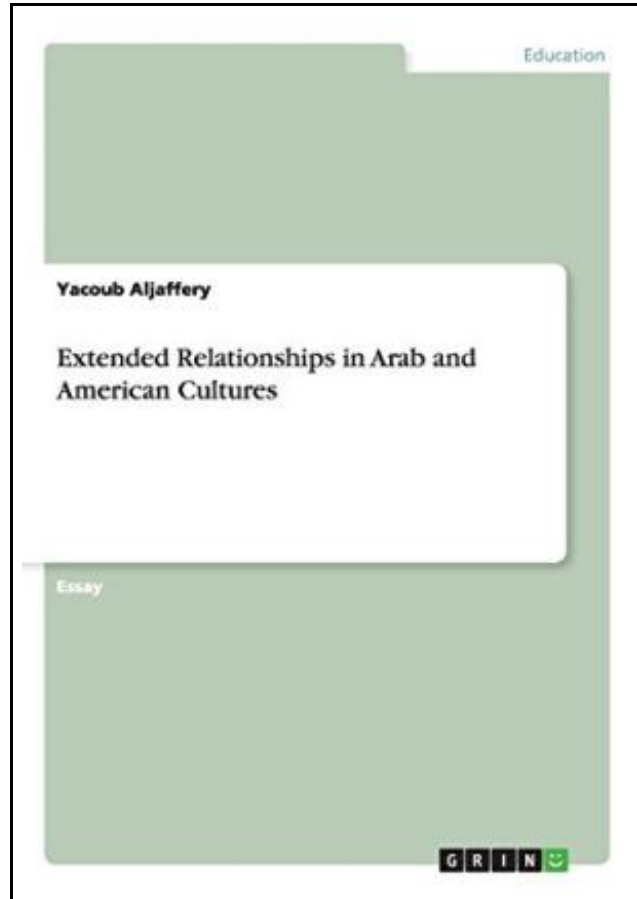 Education
Yacoub Aljaffery
Extended Relationships in Arab and
American Cultures
Essay
GRIN